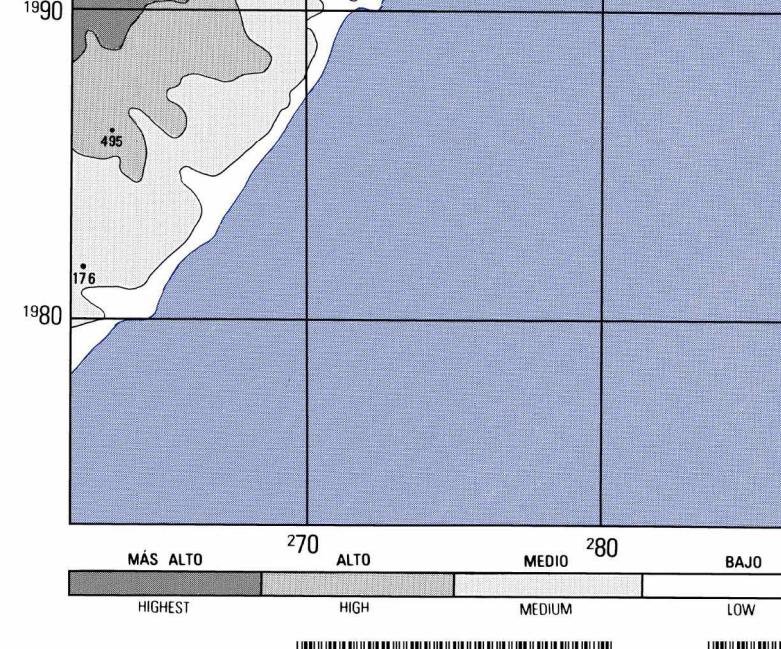 1990
495
176
1980
270 280
MÁS ALTO ALTO MEDIO BAJO
HIGHEST HIGH MEDIUM LOW